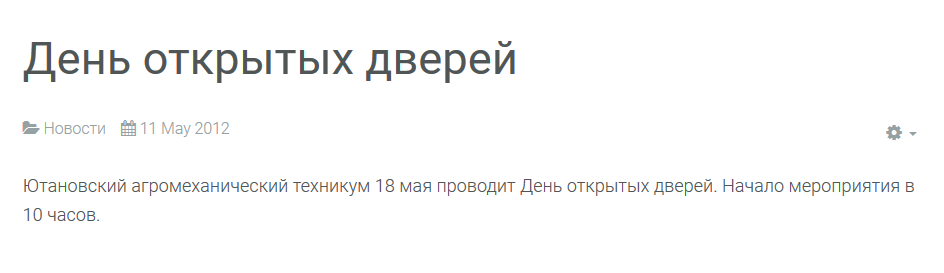 День открытых дверей
Новости 11 May 2012
Ютановский агромеханический техникум 18 мая проводит День открытых дверей. Начало мероприятия в
10 часов.